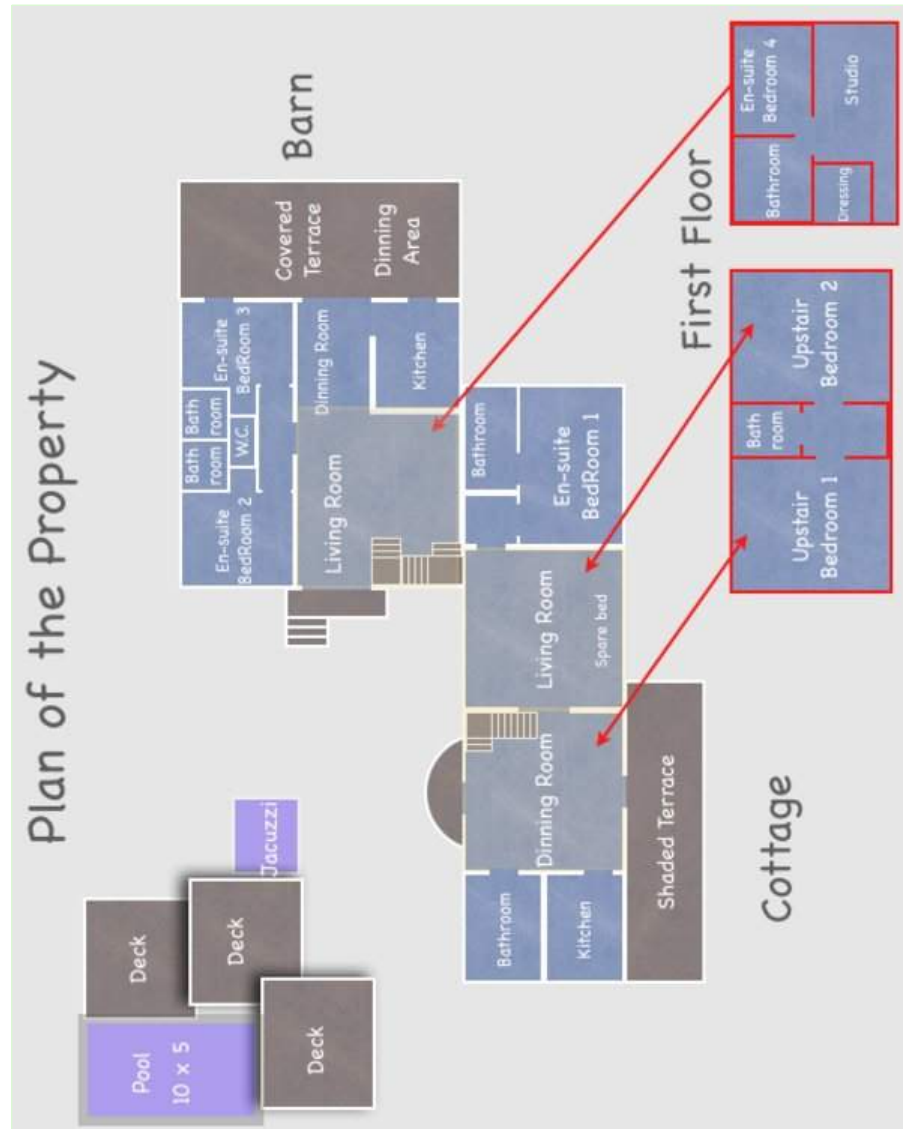 Plan of the Property
Pool
10 x 5
Deck
Deck
Deck
Jacuzzi
Barn
En-suite
BedRoom 2
Bath
room
Bath
room
W.C.
En-suite
BedRoom 3
Covered
Terrace
Living Room
Dinning Room
Dinning
Area
Kitchen
Bathroom
Dinning Room
Living Room
Bathroom
Kitchen
Spare bed
En-suite
BedRoom 1
Shaded Terrace
Cottage
First Floor
Upstair
Bedroom 1
Bath
room
Upstair
Bedroom 2
Bathroom
En-suite
Bedroom 4
Dressing
Studio